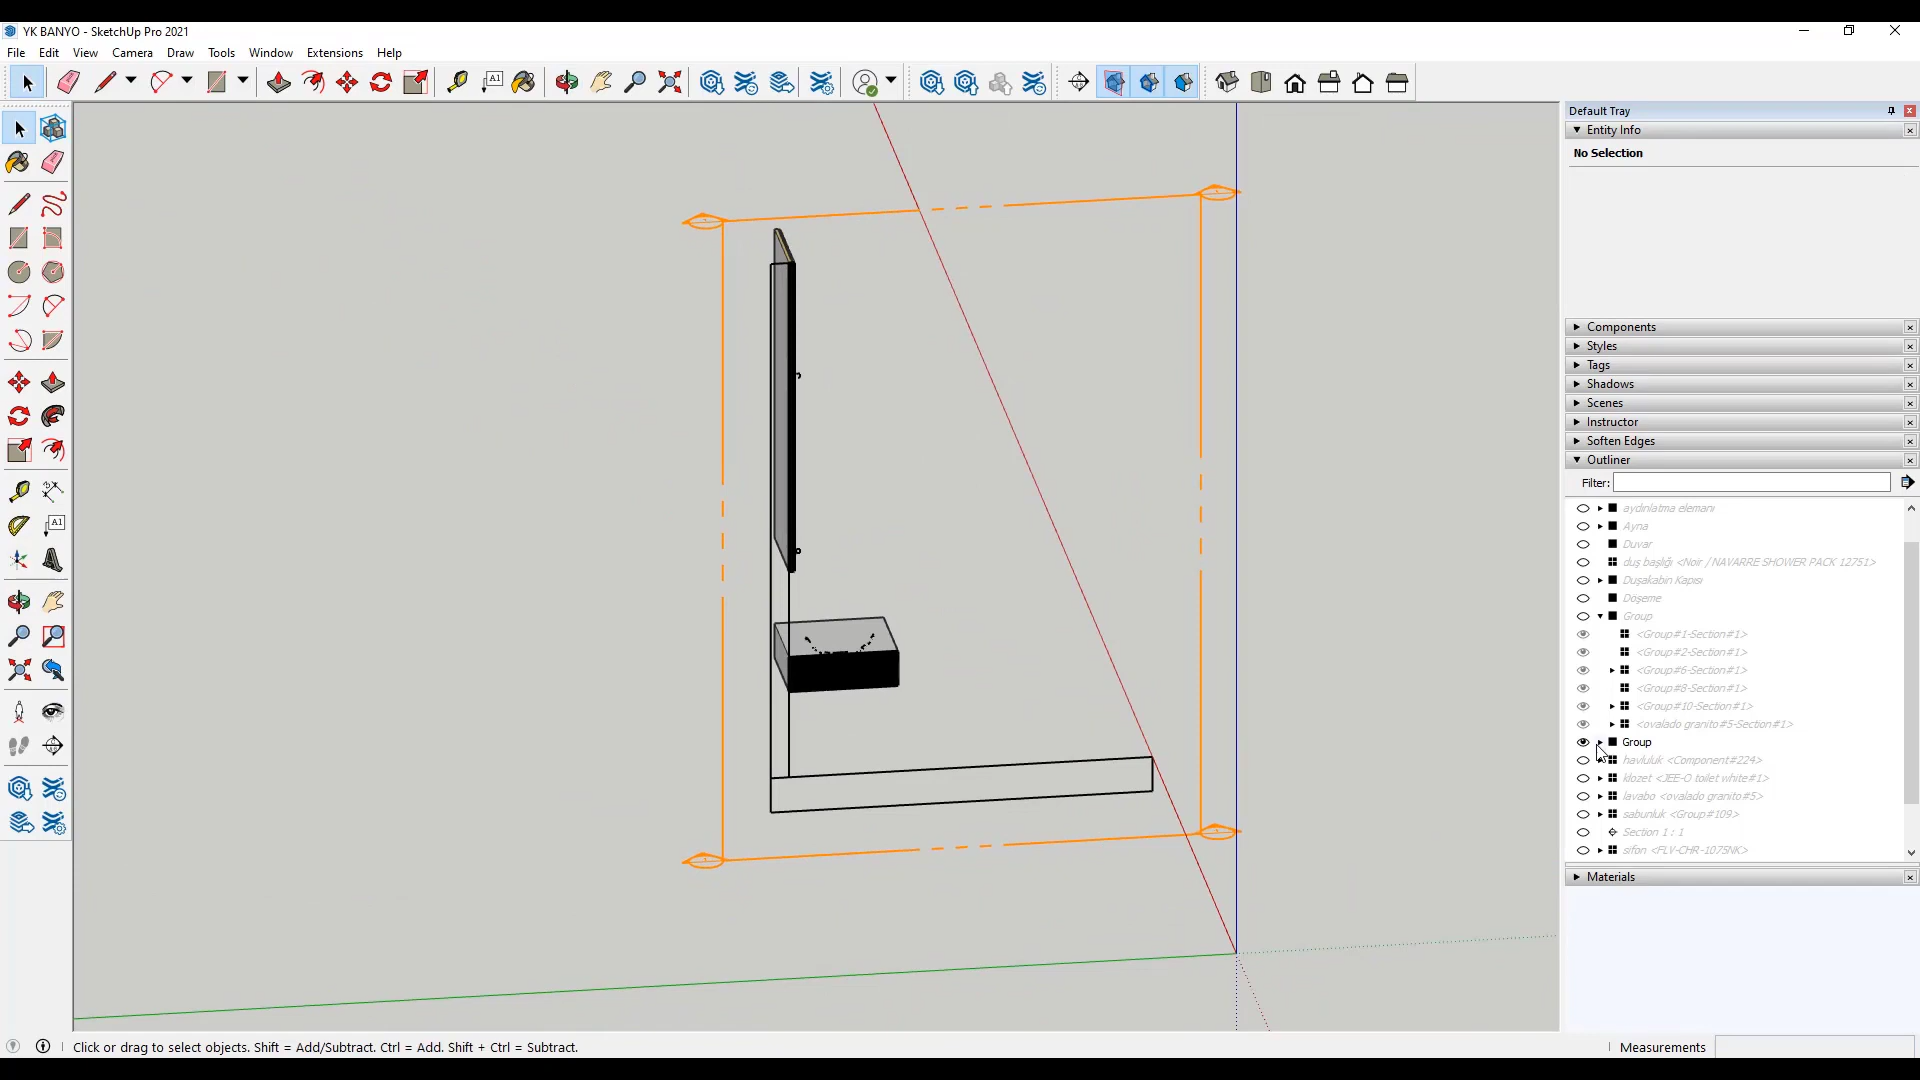 YK BANYO - SketchUp Pro 2021
File Edit View Camera Draw Tools Window Extensions Help
A1
Default Tray
Entity Info
No Selection
Components
Styles
Tags
Shadows
Scenes
Instructor
Soften Edges
Outliner
Filter:
aydınlatma elemanı
Ayna
Duvar
duş başlığı <Noir / NAVARRE SHOWER PACK 12751>
Duşakabin Kapısı
Döşeme
Group
<Group#1-Section#1>
<Group#2-Section#1>
<Group#6-Section#1>
<Group#8-Section#1>
<Group#10-Section#1>
<ovalado granito#5-Section#1>
Group
havluluk <Component#224>
klozet <JEE-O toilet white#1>
lavabo <ovalado granito#5>
sabunluk <Group#109>
Section 1 : 1
sifon <FLV-CHR-1075NK>
Materials
A1
Click or drag to select objects. Shift = Add/Subtract. Ctrl = Add. Shift + Ctrl = Subtract.
Measurements